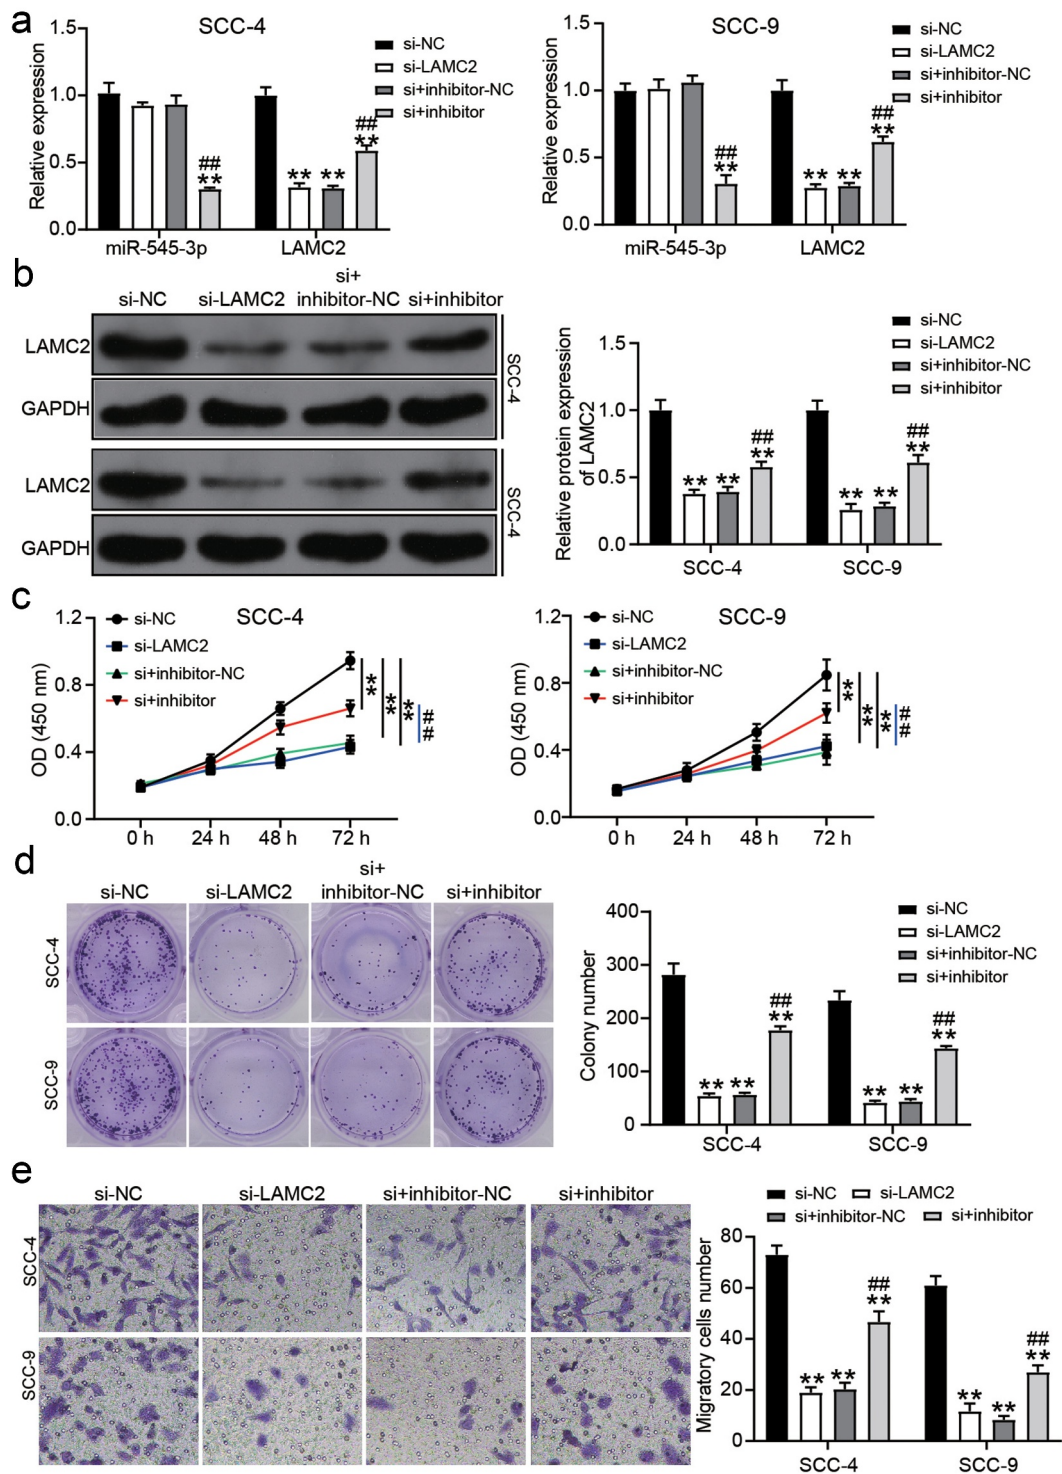 a
SCC-4
1.5
1.0
0.5
0.0
Relative expression
si-NC
si-LAMC2
si+inhibitor-NC
si+inhibitor
##
**
** **
##
**
miR-545-3p
LAMC2
SCC-9
1.5
1.0
0.5
0.0
Relative expression
si-NC
si-LAMC2
si+inhibitor-NC
si+inhibitor
##
**
** **
##
**
miR-545-3p
LAMC2
b
si-NC
si-LAMC2
si+
inhibitor-NC
si+inhibitor
LAMC2
GAPDH
SCC-4
LAMC2
GAPDH
SCC-4
Relative protein expression
of LAMC2
1.5
1.0
0.5
0.0
si-NC
si-LAMC2
si+inhibitor-NC
si+inhibitor
** **
##
**
** **
##
**
SCC-4
SCC-9
c
SCC-4
OD (450 nm)
1.2
0.8
0.4
0.0
si-NC
si-LAMC2
si+inhibitor-NC
si+inhibitor
**
**
**
##
0 h
24 h
48 h
72 h
SCC-9
OD (450 nm)
1.2
0.8
0.4
0.0
si-NC
si-LAMC2
si+inhibitor-NC
si+inhibitor
**
**
**
##
0 h
24 h
48 h
72 h
d
si-NC
si-LAMC2
si+
inhibitor-NC
si+inhibitor
SCC-4
SCC-9
Colony number
400
300
200
100
0
si-NC
si-LAMC2
si+inhibitor-NC
si+inhibitor
** **
##
**
** **
##
**
SCC-4
SCC-9
e
si-NC
si-LAMC2
si+inhibitor-NC
si+inhibitor
SCC-4
SCC-9
si-NC
si-LAMC2
si+inhibitor-NC
si+inhibitor
Migratory cells number
80
60
40
20
0
** **
##
**
** **
##
**
SCC-4
SCC-9